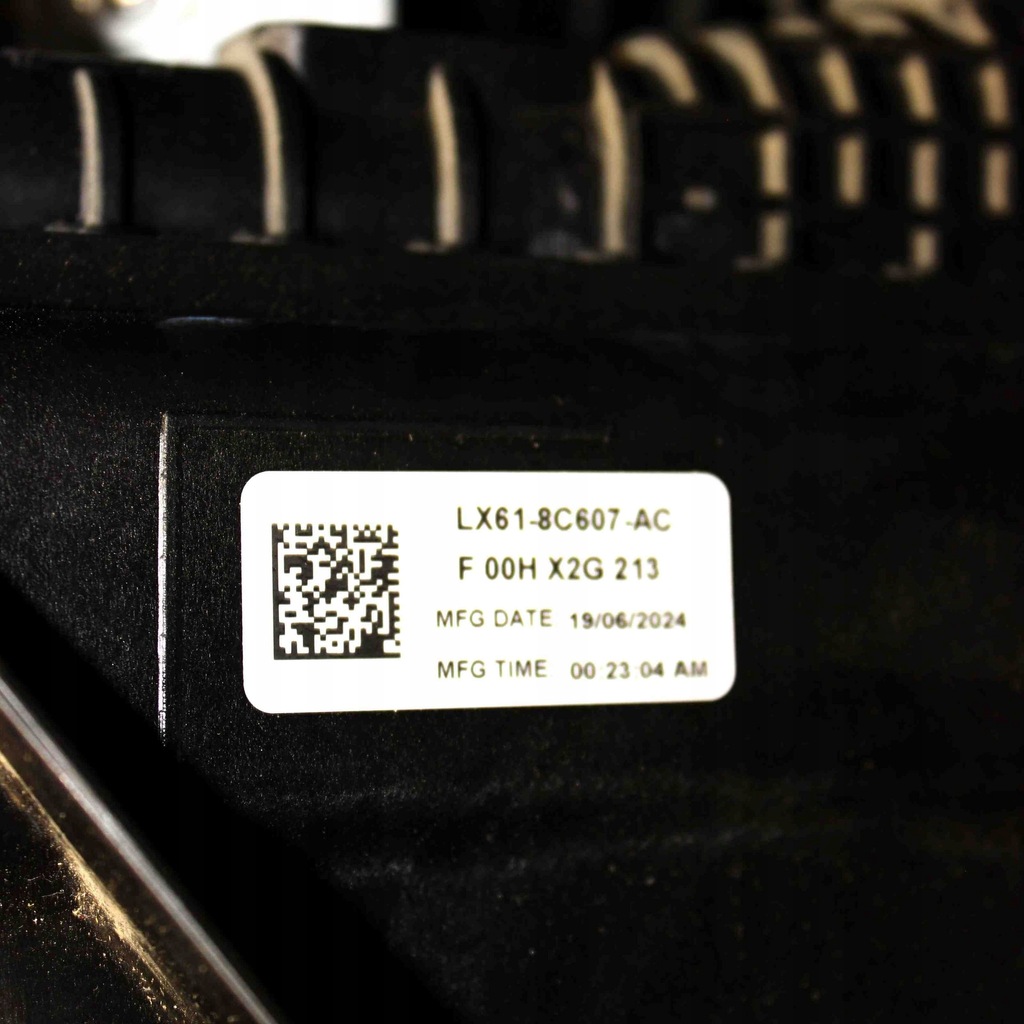 LX61-8C607-AC
F 00H X2G 213
MFG DATE 19/06/2024
MFG TIME 00:23:04 AM